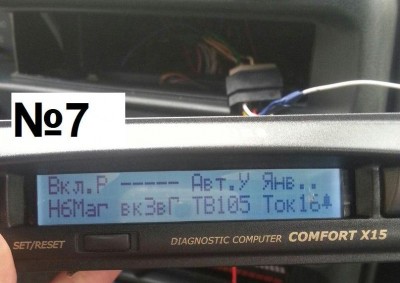 №7
Вкл.Р ----- Авт.У Янв..
Н6Маг вкЗвГ ТВ105 Ток16
SET/RESET
DIAGNOSTIC COMPUTER COMFORT X15